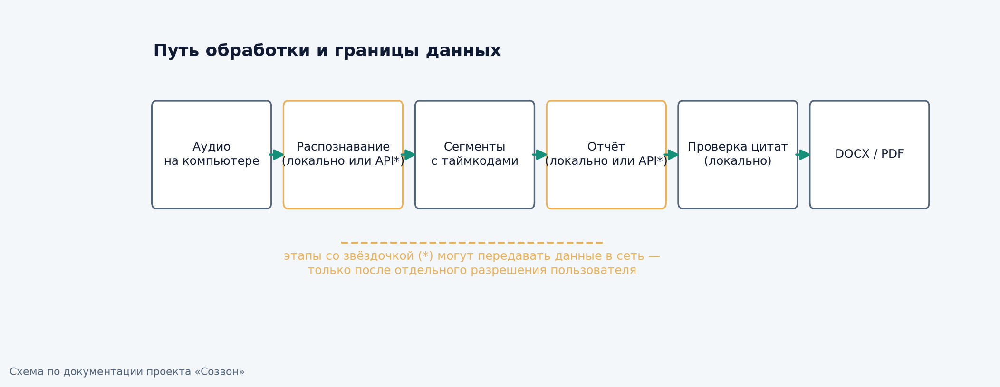 Путь обработки и границы данных
Аудио
на компьютере
Распознавание
(локально или API*)
Сегменты
с таймкодами
Отчёт
(локально или API*)
Проверка цитат
(локально)
DOCX / PDF
этапы со звёздочкой (*) могут передавать данные в сеть —
только после отдельного разрешения пользователя
Схема по документации проекта «Созвон»